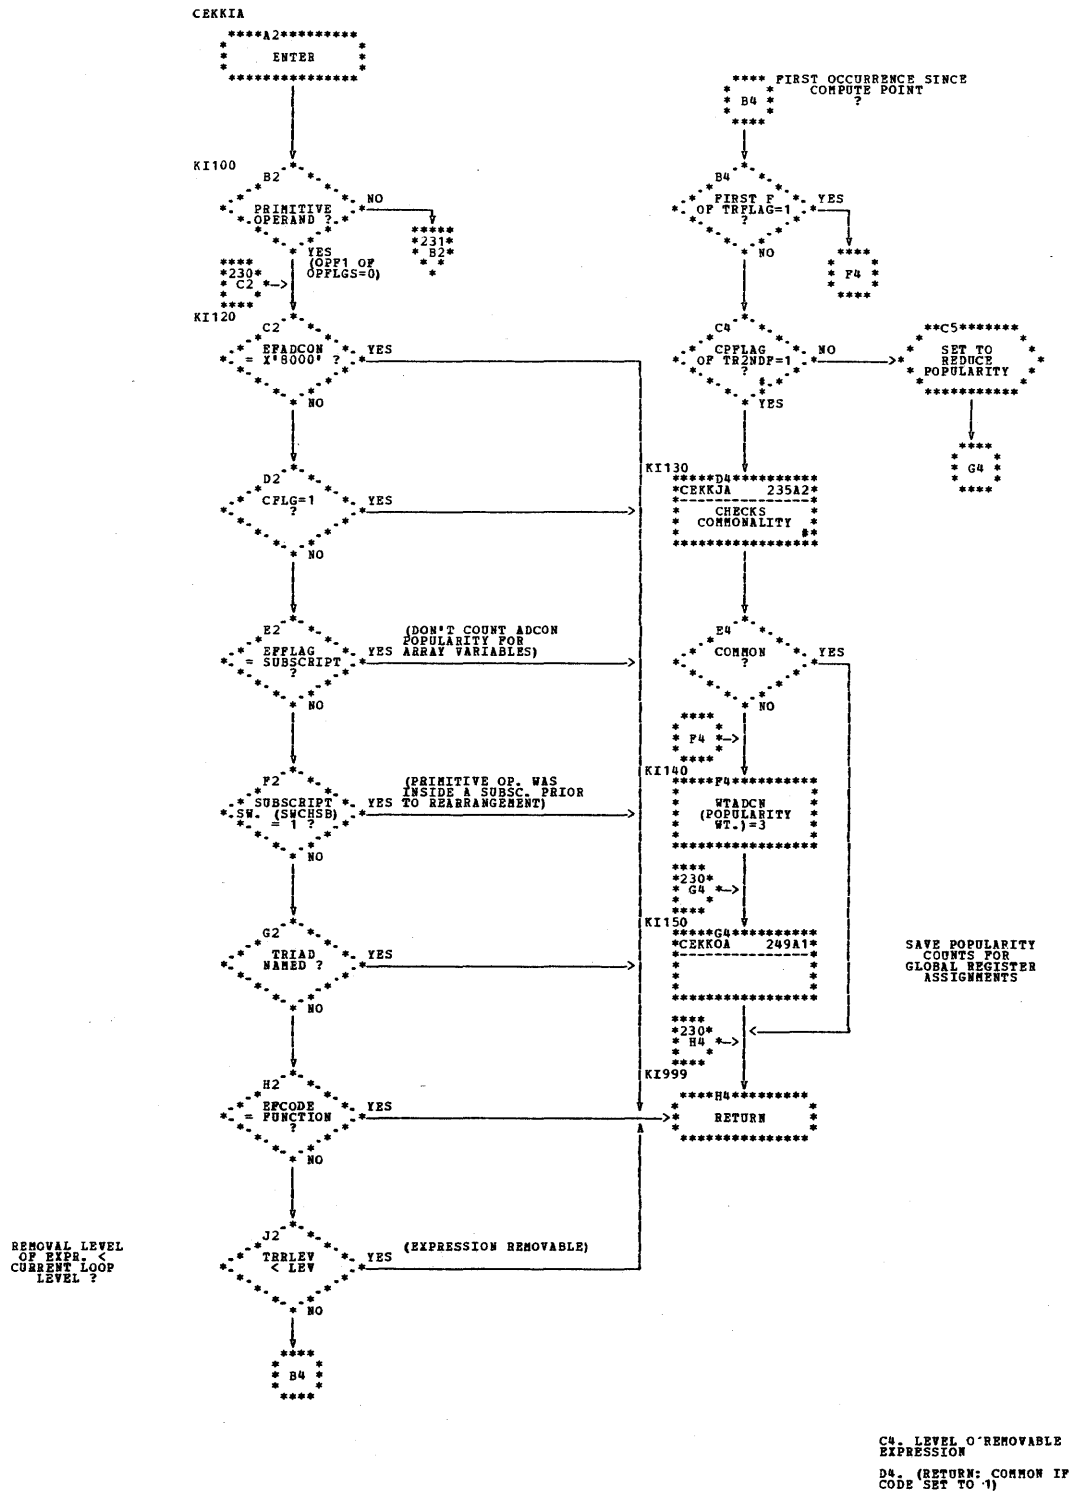 CEKKIA
A2
ENTER
KI100
B2
PRIMITIVE
OPERAND ?
NO
231
B2
YES
(OPF1 OF
OPFLGS=0)
230
C2
KI120
C2
EFADCON
= X'8000' ?
YES
NO
D2
CFLG=1
?
YES
NO
E2
EFFLAG
= SUBSCRIPT
?
YES
(DON'T COUNT ADCON
POPULARITY FOR
ARRAY VARIABLES)
NO
F2
SUBSCRIPT
SW. (SWCHSB)
= 1 ?
YES
(PRIMITIVE OP. WAS
INSIDE A SUBSC. PRIOR
TO REARRANGEMENT)
NO
G2
TRIAD
NAMED ?
YES
NO
H2
EFCODE
= FUNCTION
?
YES
NO
REMOVAL LEVEL
OF EXPR. <
CURRENT LOOP
LEVEL ?
J2
TRRLEV
< LEV
YES
(EXPRESSION REMOVABLE)
NO
B4
B4
FIRST OCCURRENCE SINCE
COMPUTE POINT
?
B4
FIRST F
OF TRFLAG=1
?
YES
F4
NO
C4
CPFLAG
OF TR2NDF=1
?
NO
C5
SET TO
REDUCE
POPULARITY
G4
YES
KI130
D4
CEKKJA 235A2
CHECKS
COMMONALITY
E4
COMMON
?
YES
NO
F4
KI140
F4
WTADCN
(POPULARITY
WT.)=3
230
G4
KI150
G4
CEKKOA 249A1
SAVE POPULARITY
COUNTS FOR
GLOBAL REGISTER
ASSIGNMENTS
230
H4
KI999
H4
RETURN
C4. LEVEL O'REMOVABLE
EXPRESSION
D4. (RETURN: COMMON IF
CODE SET TO 1)